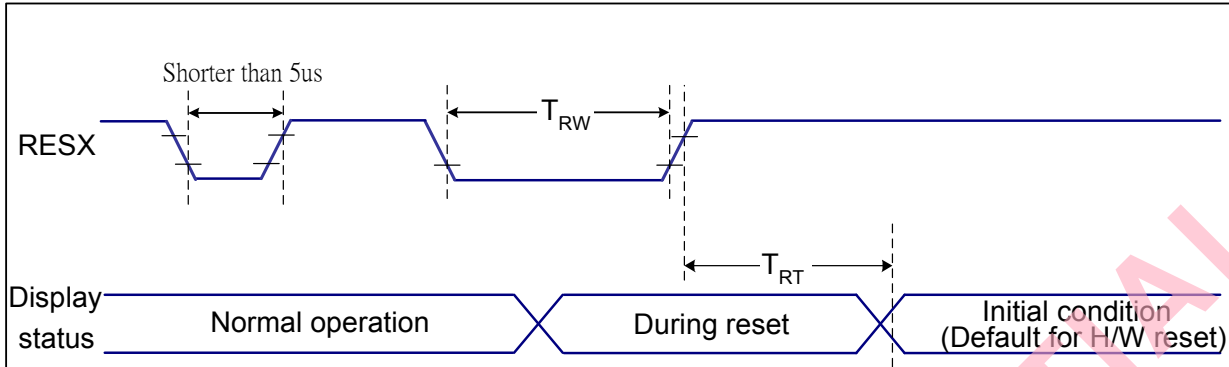 Shorter than 5us
RESX
TRW
TRT
Display
status
Normal operation
During reset
Initial condition
(Default for H/W reset)